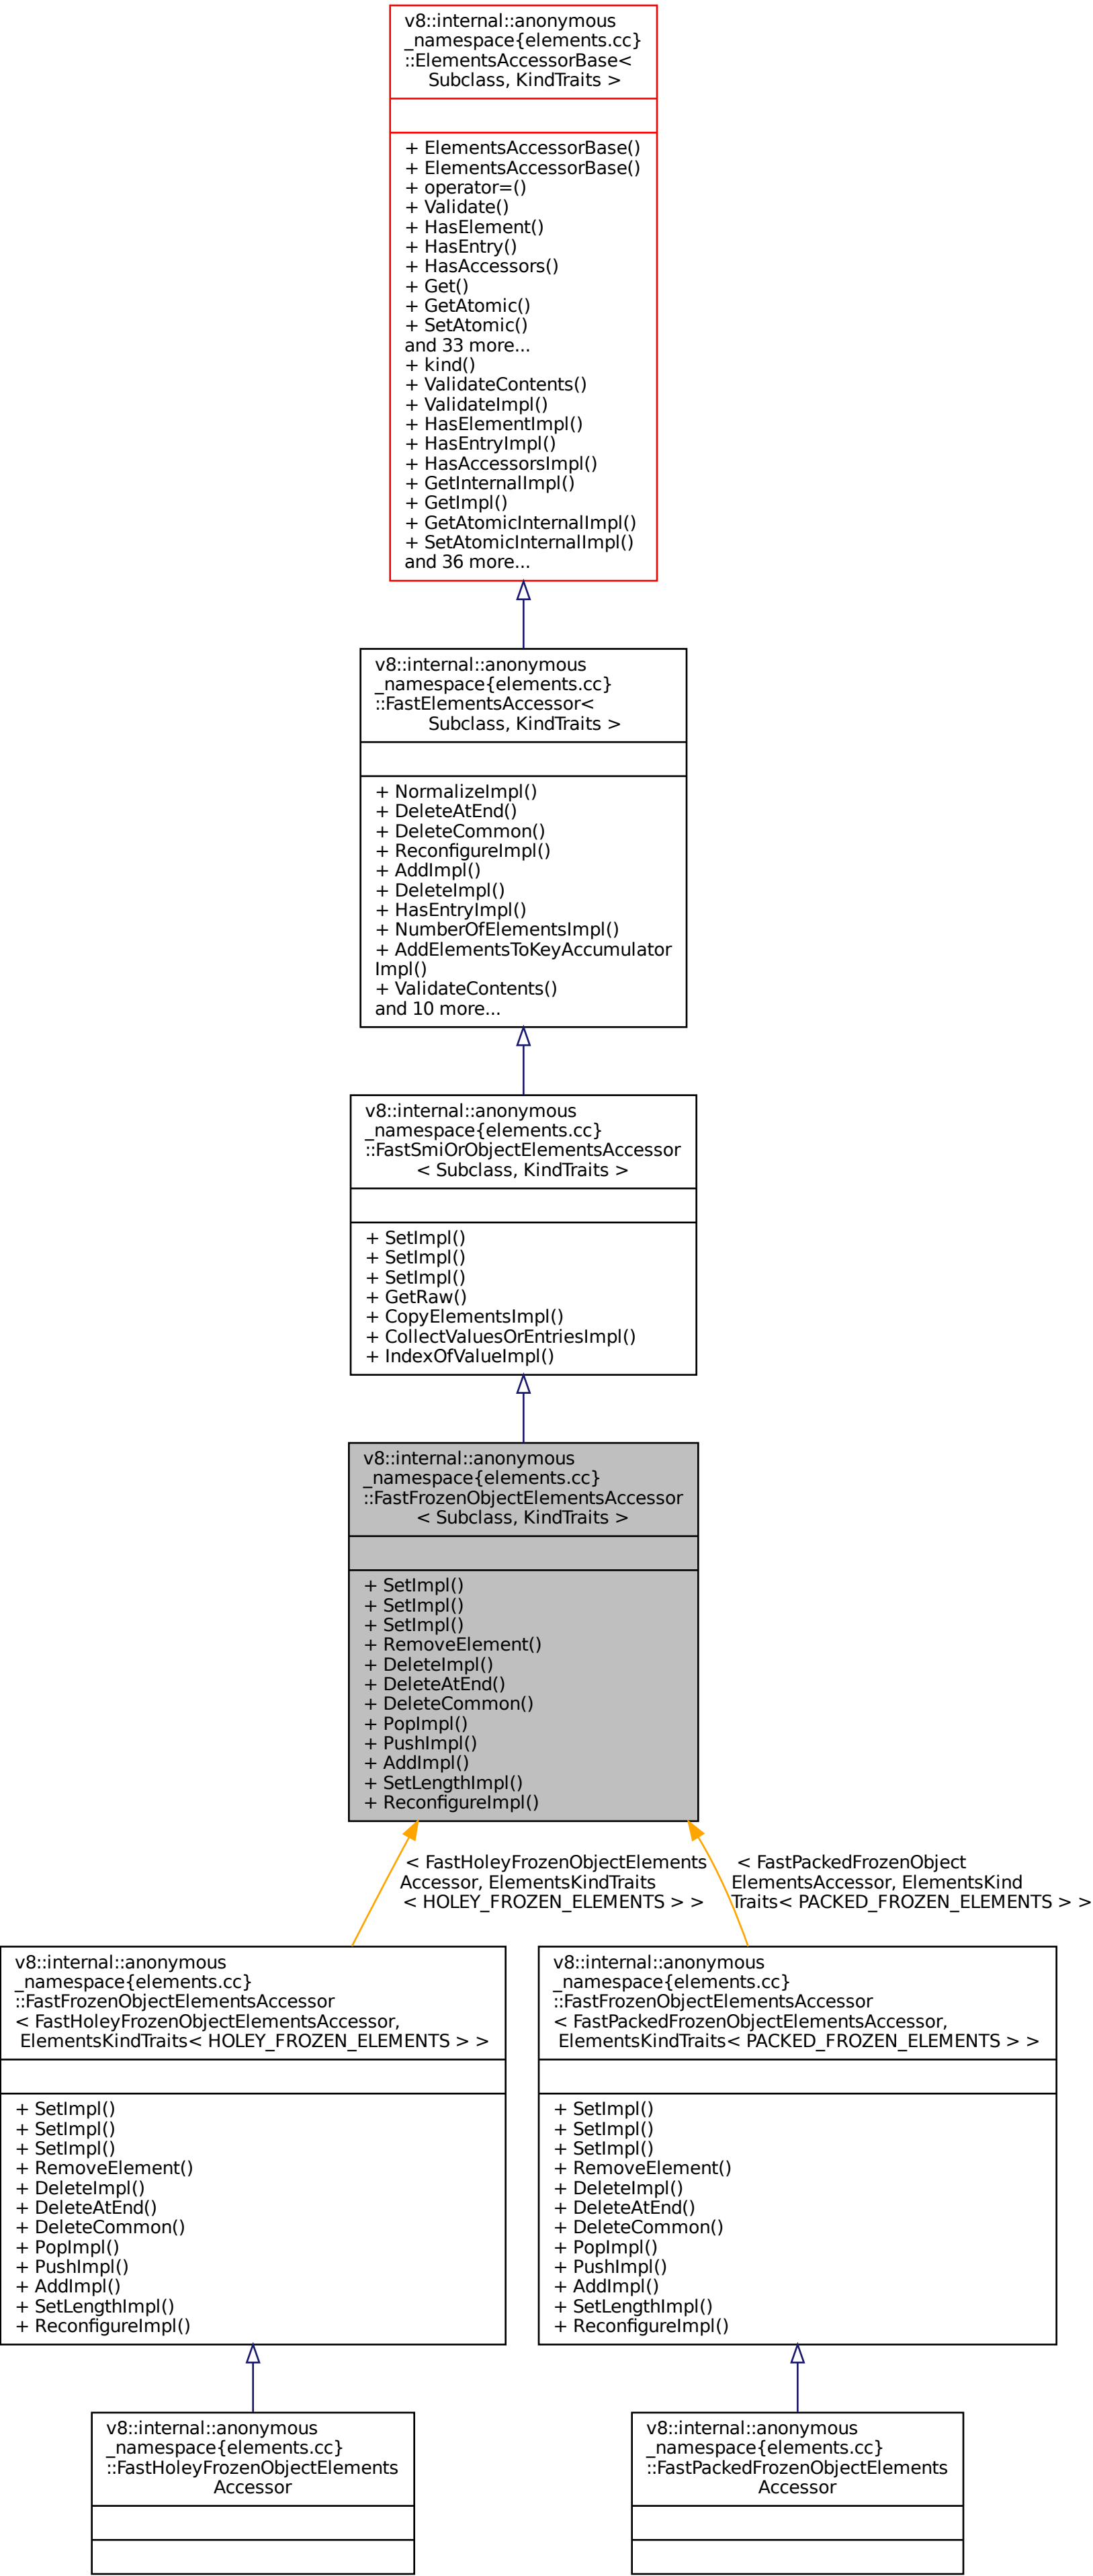 v8::internal::anonymous
_namespace{elements.cc}
::ElementsAccessorBase<
Subclass, KindTraits >
+ ElementsAccessorBase()
+ ElementsAccessorBase()
+ operator=()
+ Validate()
+ HasElement()
+ HasEntry()
+ HasAccessors()
+ Get()
+ GetAtomic()
+ SetAtomic()
and 33 more...
+ kind()
+ ValidateContents()
+ ValidateImpl()
+ HasElementImpl()
+ HasEntryImpl()
+ HasAccessorsImpl()
+ GetInternalImpl()
+ GetImpl()
+ GetAtomicInternalImpl()
+ SetAtomicInternalImpl()
and 36 more...
v8::internal::anonymous
_namespace{elements.cc}
::FastElementsAccessor<
Subclass, KindTraits >
+ NormalizeImpl()
+ DeleteAtEnd()
+ DeleteCommon()
+ ReconfigureImpl()
+ AddImpl()
+ DeleteImpl()
+ HasEntryImpl()
+ NumberOfElementsImpl()
+ AddElementsToKeyAccumulator
Impl()
+ ValidateContents()
and 10 more...
v8::internal::anonymous
_namespace{elements.cc}
::FastSmiOrObjectElementsAccessor
< Subclass, KindTraits >
+ SetImpl()
+ SetImpl()
+ SetImpl()
+ GetRaw()
+ CopyElementsImpl()
+ CollectValuesOrEntriesImpl()
+ IndexOfValueImpl()
v8::internal::anonymous
_namespace{elements.cc}
::FastFrozenObjectElementsAccessor
< Subclass, KindTraits >
+ SetImpl()
+ SetImpl()
+ SetImpl()
+ RemoveElement()
+ DeleteImpl()
+ DeleteAtEnd()
+ DeleteCommon()
+ PopImpl()
+ PushImpl()
+ AddImpl()
+ SetLengthImpl()
+ ReconfigureImpl()
< FastHoleyFrozenObjectElements
Accessor, ElementsKindTraits
< HOLEY_FROZEN_ELEMENTS > >
< FastPackedFrozenObject
ElementsAccessor, ElementsKind
Traits< PACKED_FROZEN_ELEMENTS > >
v8::internal::anonymous
_namespace{elements.cc}
::FastFrozenObjectElementsAccessor
< FastHoleyFrozenObjectElementsAccessor,
ElementsKindTraits< HOLEY_FROZEN_ELEMENTS > >
+ SetImpl()
+ SetImpl()
+ SetImpl()
+ RemoveElement()
+ DeleteImpl()
+ DeleteAtEnd()
+ DeleteCommon()
+ PopImpl()
+ PushImpl()
+ AddImpl()
+ SetLengthImpl()
+ ReconfigureImpl()
v8::internal::anonymous
_namespace{elements.cc}
::FastFrozenObjectElementsAccessor
< FastPackedFrozenObjectElementsAccessor,
ElementsKindTraits< PACKED_FROZEN_ELEMENTS > >
+ SetImpl()
+ SetImpl()
+ SetImpl()
+ RemoveElement()
+ DeleteImpl()
+ DeleteAtEnd()
+ DeleteCommon()
+ PopImpl()
+ PushImpl()
+ AddImpl()
+ SetLengthImpl()
+ ReconfigureImpl()
v8::internal::anonymous
_namespace{elements.cc}
::FastHoleyFrozenObjectElements
Accessor
v8::internal::anonymous
_namespace{elements.cc}
::FastPackedFrozenObjectElements
Accessor